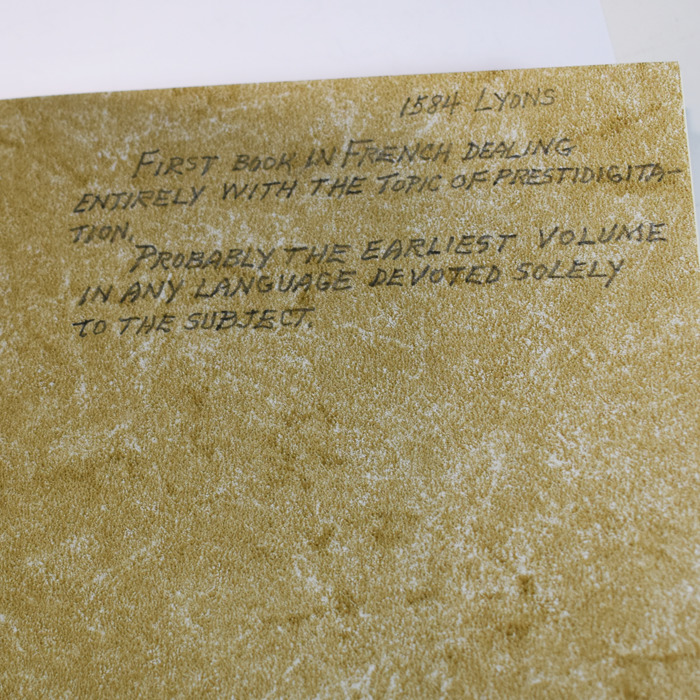 1584 LYONS
FIRST BOOK IN FRENCH DEALING
ENTIRELY WITH THE TOPIC OF PRESTIDIGITA-
TION.
PROBABLY THE EARLIEST VOLUME
IN ANY LANGUAGE DEVOTED SOLELY
TO THE SUBJECT.